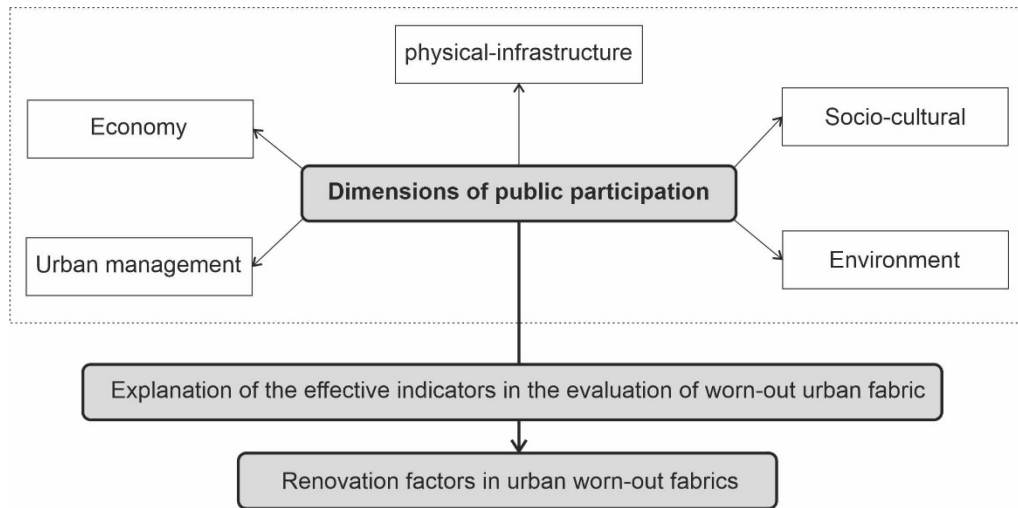 physical-infrastructure
Economy
Socio-cultural
Dimensions of public participation
Urban management
Environment
Explanation of the effective indicators in the evaluation of worn-out urban fabric
Renovation factors in urban worn-out fabrics